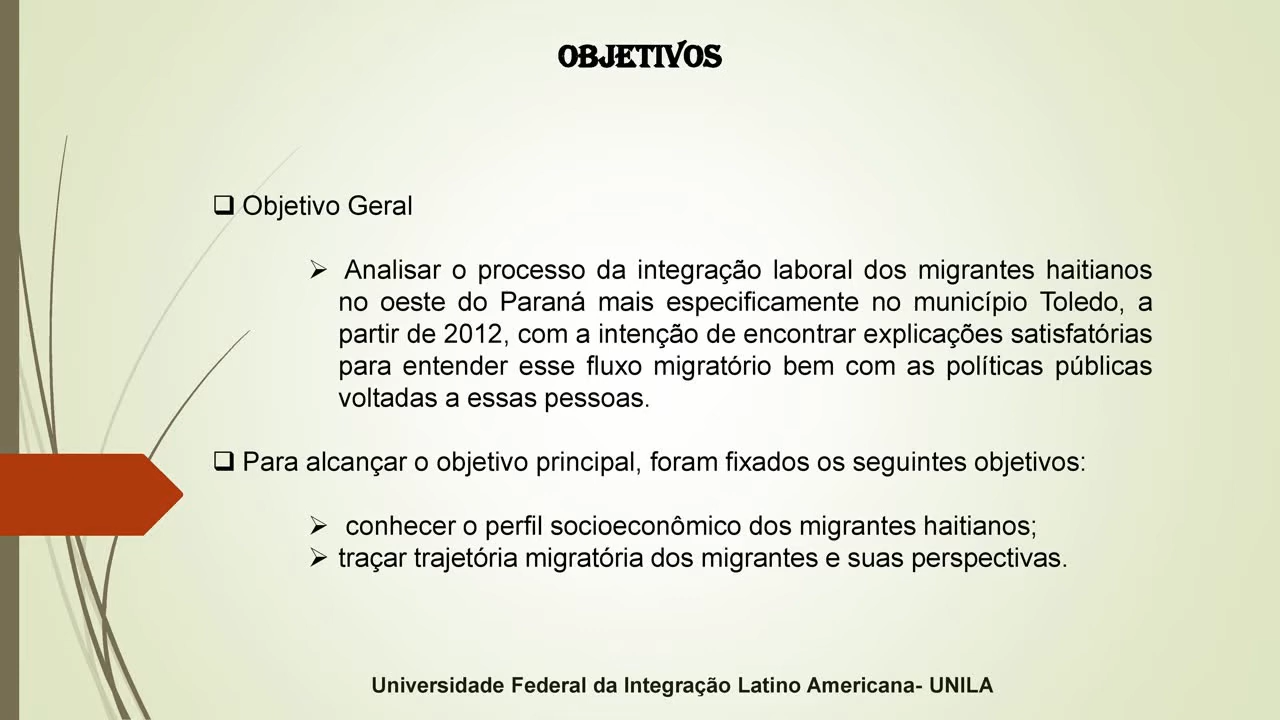 OBJETIVOS
❑ Objetivo Geral
➢ Analisar o processo da integração laboral dos migrantes haitianos
no oeste do Paraná mais especificamente no município Toledo, a
partir de 2012, com a intenção de encontrar explicações satisfatórias
para entender esse fluxo migratório bem com as políticas públicas
voltadas a essas pessoas.
❑ Para alcançar o objetivo principal, foram fixados os seguintes objetivos:
➢ conhecer o perfil socioeconômico dos migrantes haitianos;
➢ traçar trajetória migratória dos migrantes e suas perspectivas.
Universidade Federal da Integração Latino Americana- UNILA